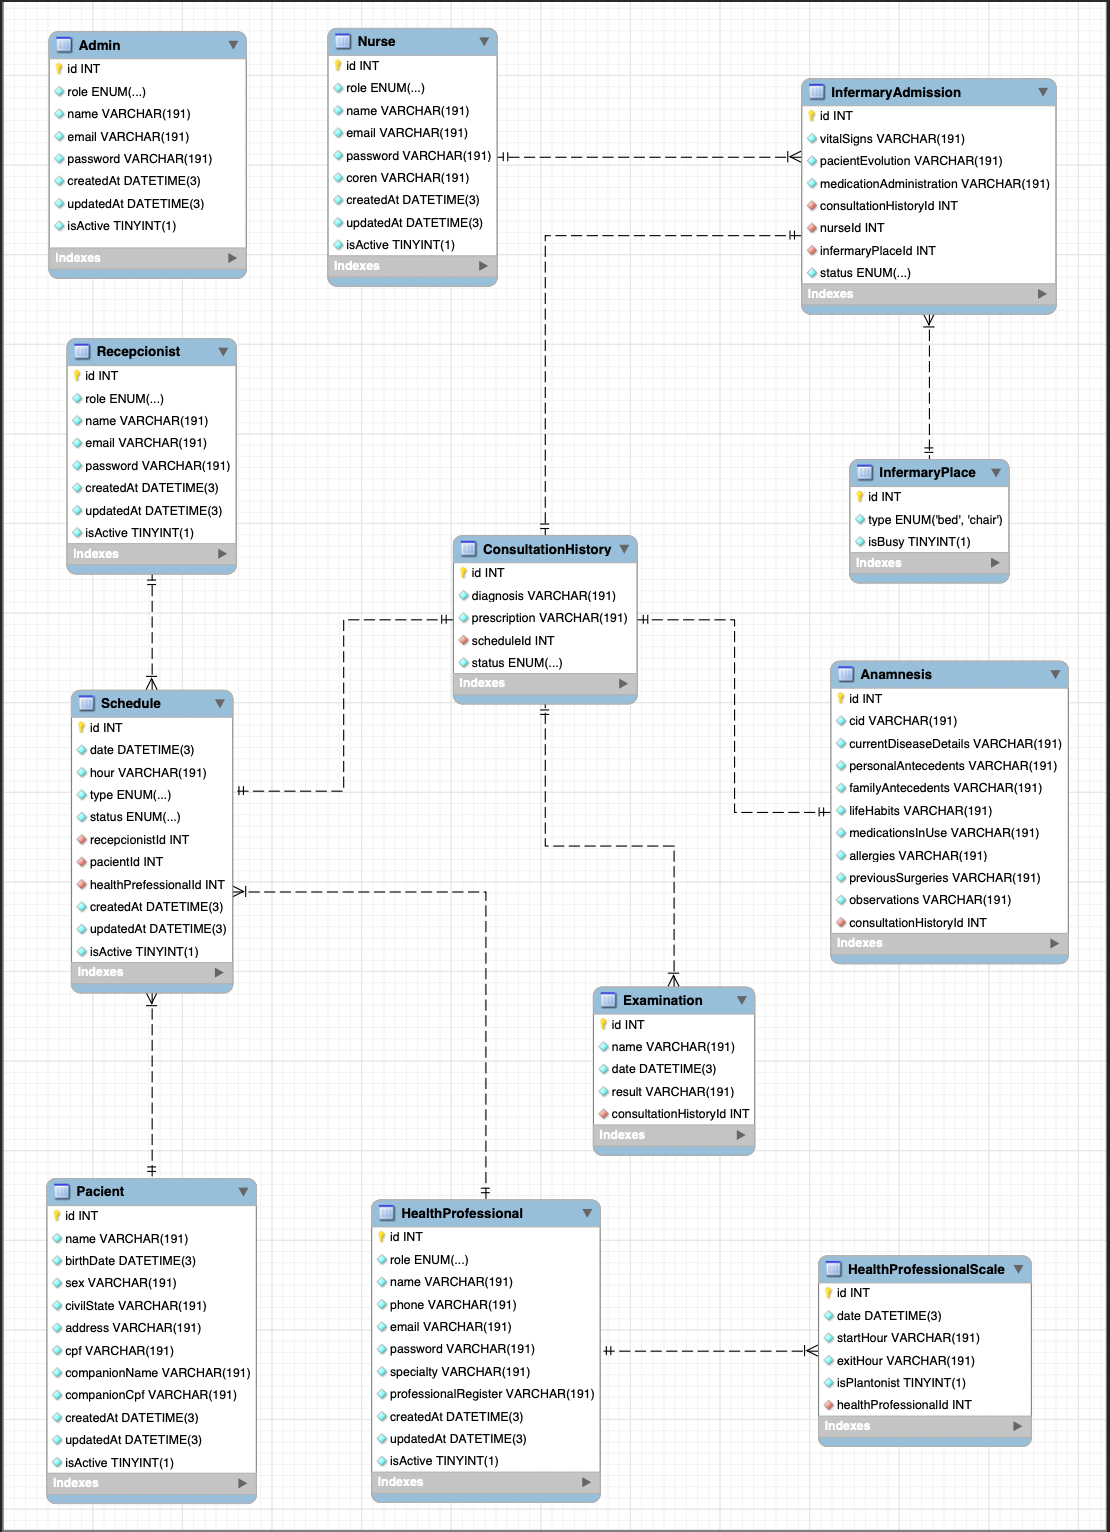 Admin
id INT
role ENUM(...)
name VARCHAR(191)
email VARCHAR(191)
password VARCHAR(191)
createdAt DATETIME(3)
updatedAt DATETIME(3)
isActive TINYINT(1)
Indexes
Nurse
id INT
role ENUM(...)
name VARCHAR(191)
email VARCHAR(191)
password VARCHAR(191)
coren VARCHAR(191)
createdAt DATETIME(3)
updatedAt DATETIME(3)
isActive TINYINT(1)
Indexes
InfermaryAdmission
id INT
vitalSigns VARCHAR(191)
pacientEvolution VARCHAR(191)
medicationAdministration VARCHAR(191)
consultationHistoryId INT
nurseId INT
infermaryPlaceId INT
status ENUM(...)
Indexes
Recepcionist
id INT
role ENUM(...)
name VARCHAR(191)
email VARCHAR(191)
password VARCHAR(191)
createdAt DATETIME(3)
updatedAt DATETIME(3)
isActive TINYINT(1)
Indexes
InfermaryPlace
id INT
type ENUM('bed', 'chair')
isBusy TINYINT(1)
Indexes
ConsultationHistory
id INT
diagnosis VARCHAR(191)
prescription VARCHAR(191)
scheduleId INT
status ENUM(...)
Indexes
Schedule
id INT
date DATETIME(3)
hour VARCHAR(191)
type ENUM(...)
status ENUM(...)
recepcionistId INT
pacientId INT
healthPrefessionalId INT
createdAt DATETIME(3)
updatedAt DATETIME(3)
isActive TINYINT(1)
Indexes
Anamnesis
id INT
cid VARCHAR(191)
currentDiseaseDetails VARCHAR(191)
personalAntecedents VARCHAR(191)
familyAntecedents VARCHAR(191)
lifeHabits VARCHAR(191)
medicationsInUse VARCHAR(191)
allergies VARCHAR(191)
previousSurgeries VARCHAR(191)
observations VARCHAR(191)
consultationHistoryId INT
Indexes
Examination
id INT
name VARCHAR(191)
date DATETIME(3)
result VARCHAR(191)
consultationHistoryId INT
Indexes
Pacient
id INT
name VARCHAR(191)
birthDate DATETIME(3)
sex VARCHAR(191)
civilState VARCHAR(191)
address VARCHAR(191)
cpf VARCHAR(191)
companionName VARCHAR(191)
companionCpf VARCHAR(191)
createdAt DATETIME(3)
updatedAt DATETIME(3)
isActive TINYINT(1)
Indexes
HealthProfessional
id INT
role ENUM(...)
name VARCHAR(191)
phone VARCHAR(191)
email VARCHAR(191)
password VARCHAR(191)
specialty VARCHAR(191)
professionalRegister VARCHAR(191)
createdAt DATETIME(3)
updatedAt DATETIME(3)
isActive TINYINT(1)
Indexes
HealthProfessionalScale
id INT
date DATETIME(3)
startHour VARCHAR(191)
exitHour VARCHAR(191)
isPlantonist TINYINT(1)
healthProfessionalId INT
Indexes